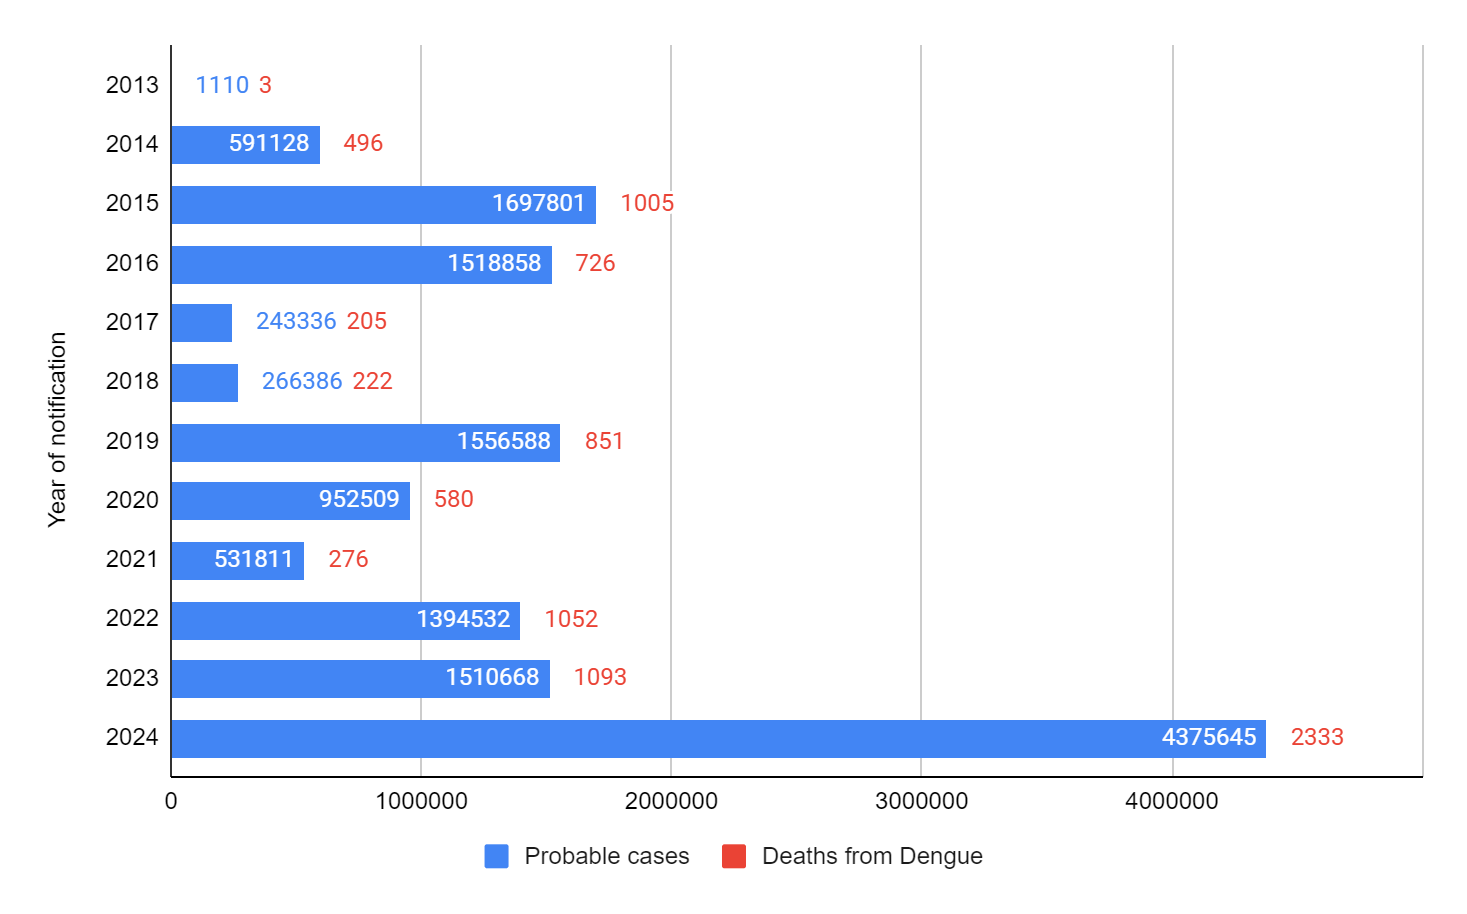 Year of notification
2013 1110 3
2014 591128 496
2015 1697801 1005
2016 1518858 726
2017 243336 205
2018 266386 222
2019 1556588 851
2020 952509 580
2021 531811 276
2022 1394532 1052
2023 1510668 1093
2024 4375645 2333
0 1000000 2000000 3000000 4000000
Probable cases Deaths from Dengue